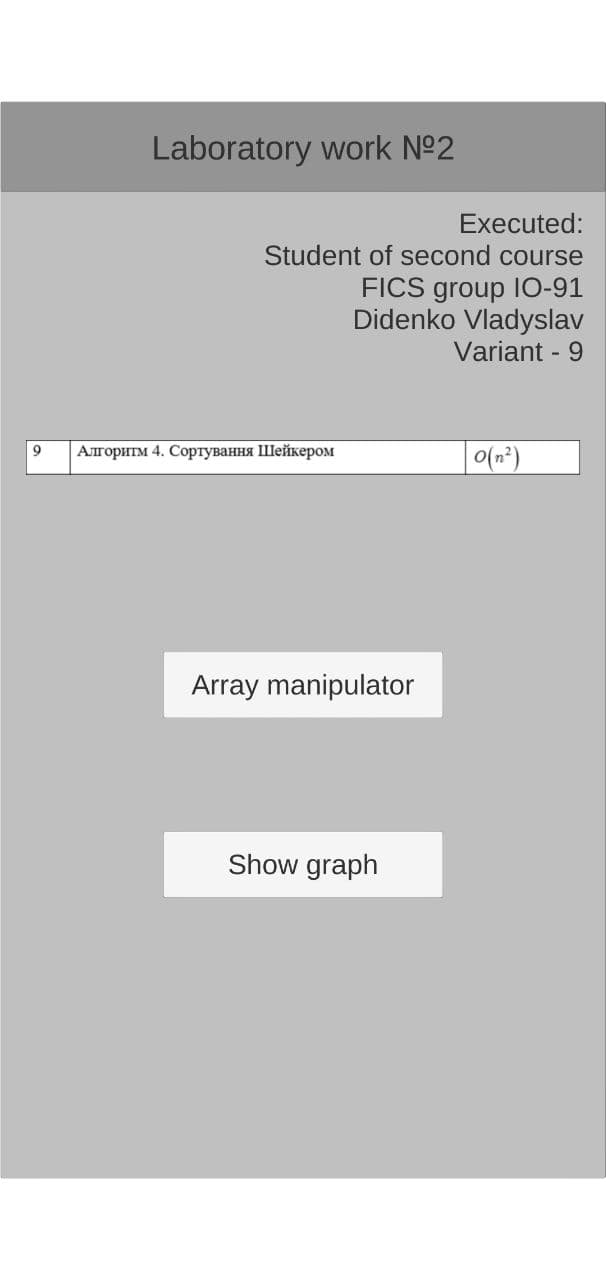 Laboratory work №2
Executed:
Student of second course
FICS group IO-91
Didenko Vladyslav
Variant - 9
9 Алгоритм 4. Сортування Шейкером O(n²)
Array manipulator
Show graph